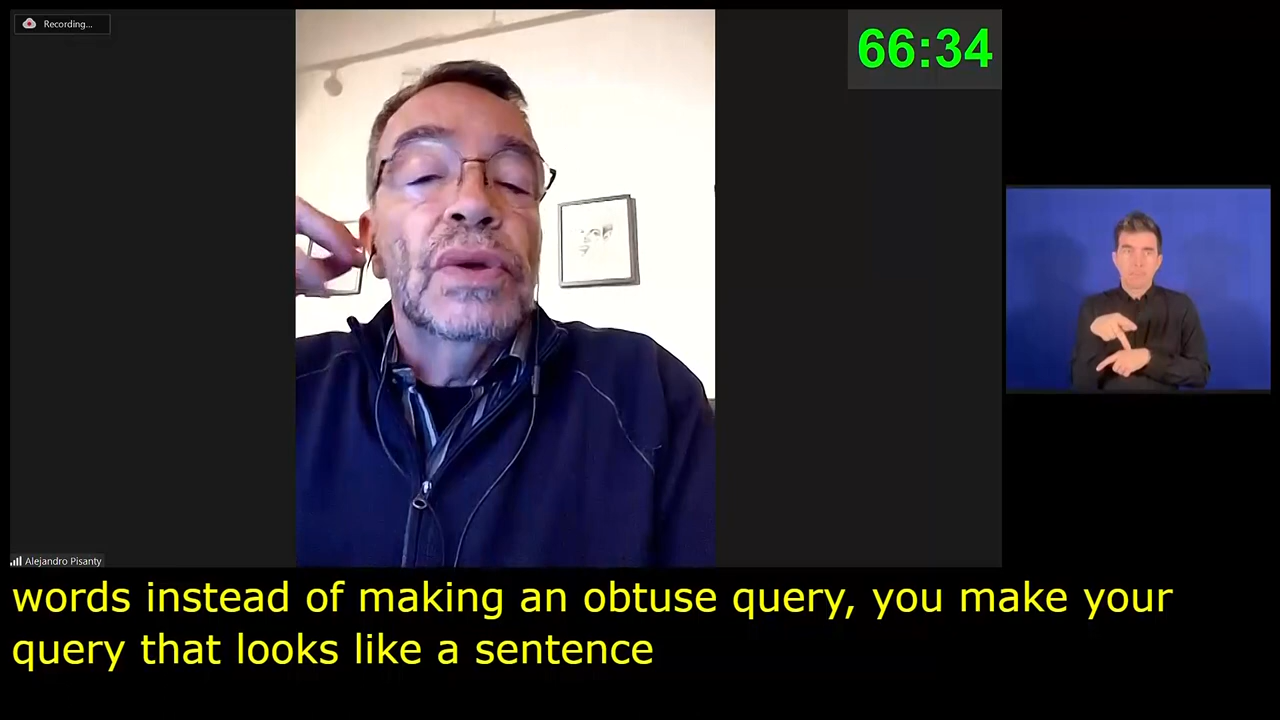 Recording...
66:34
Alejandro Pisanty
words instead of making an obtuse query, you make your
query that looks like a sentence